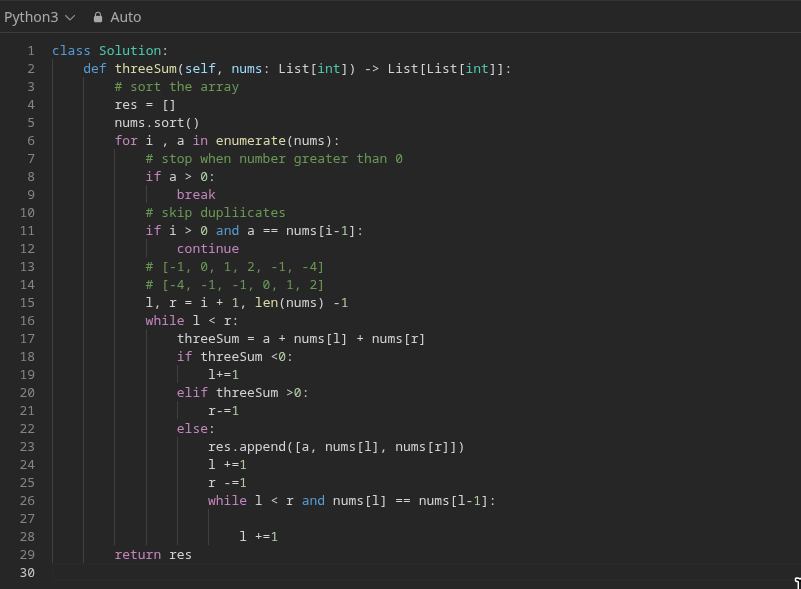 Python3 Auto
1 class Solution:
2     def threeSum(self, nums: List[int]) -> List[List[int]]:
3         # sort the array
4         res = []
5         nums.sort()
6         for i , a in enumerate(nums):
7             # stop when number greater than 0
8             if a > 0:
9                 break
10             # skip dupliicates
11             if i > 0 and a == nums[i-1]:
12                 continue
13             # [-1, 0, 1, 2, -1, -4]
14             # [-4, -1, -1, 0, 1, 2]
15             l, r = i + 1, len(nums) -1
16             while l < r:
17                 threeSum = a + nums[l] + nums[r]
18                 if threeSum <0:
19                     l+=1
20                 elif threeSum >0:
21                     r-=1
22                 else:
23                     res.append([a, nums[l], nums[r]])
24                     l +=1
25                     r -=1
26                     while l < r and nums[l] == nums[l-1]:
27
28                         l +=1
29         return res
30